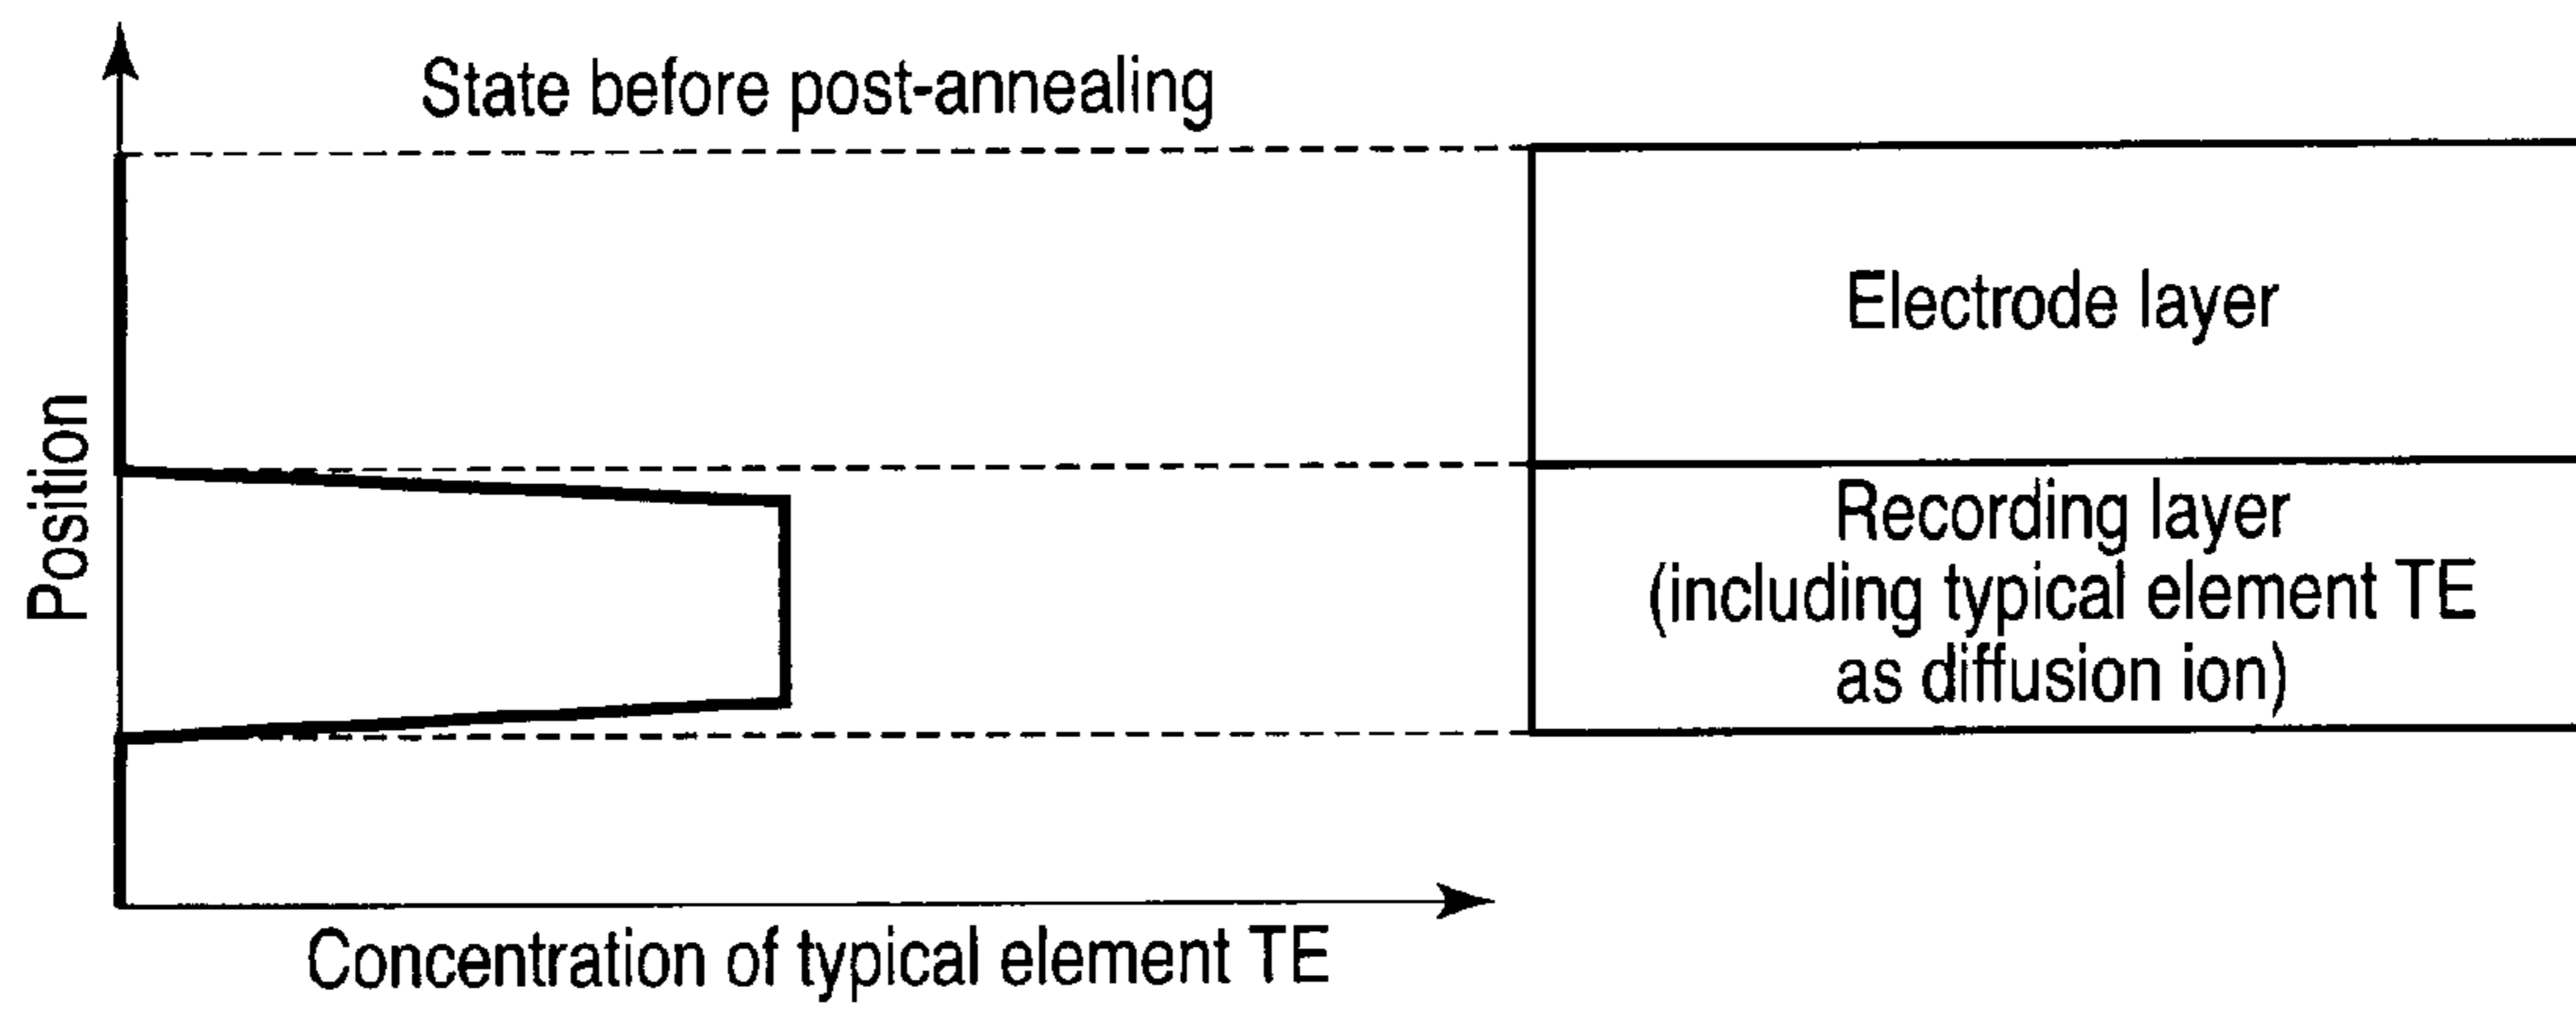 State before post-annealing
Electrode layer
Position
Recording layer
(including typical element TE
as diffusion ion)
Concentration of typical element TE